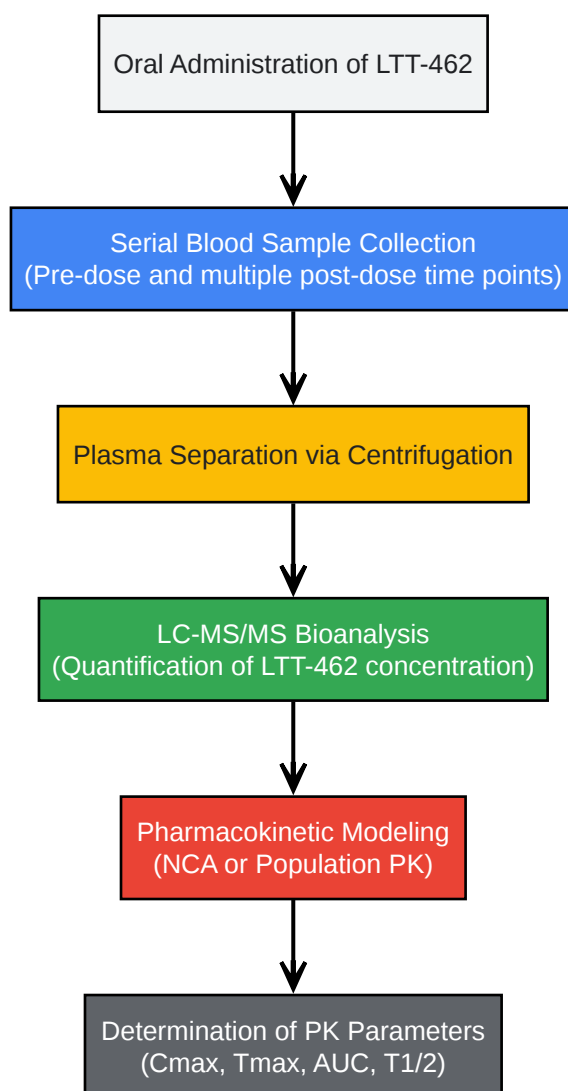 Oral Administration of LTT-462
Serial Blood Sample Collection
(Pre-dose and multiple post-dose time points)
Plasma Separation via Centrifugation
LC-MS/MS Bioanalysis
(Quantification of LTT-462 concentration)
Pharmacokinetic Modeling
(NCA or Population PK)
Determination of PK Parameters
(Cmax, Tmax, AUC, T1/2)